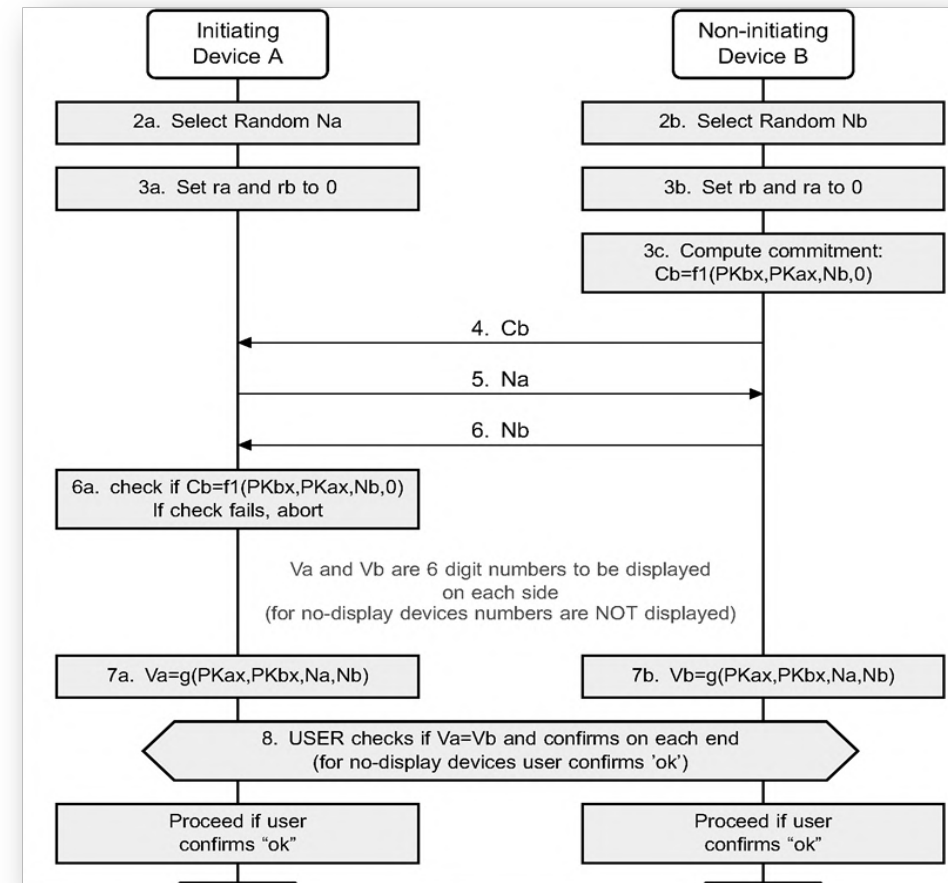 Initiating
Device A
Non-initiating
Device B
2a. Select Random Na
2b. Select Random Nb
3a. Set ra and rb to 0
3b. Set rb and ra to 0
3c. Compute commitment:
Cb=f1(PKbx,PKax,Nb,0)
4. Cb
5. Na
6. Nb
6a. check if Cb=f1(PKbx,PKax,Nb,0)
If check fails, abort
Va and Vb are 6 digit numbers to be displayed
on each side
(for no-display devices numbers are NOT displayed)
7a. Va=g(PKax,PKbx,Na,Nb)
7b. Vb=g(PKax,PKbx,Na,Nb)
8. USER checks if Va=Vb and confirms on each end
(for no-display devices user confirms 'ok')
Proceed if user
confirms “ok”
Proceed if user
confirms “ok”